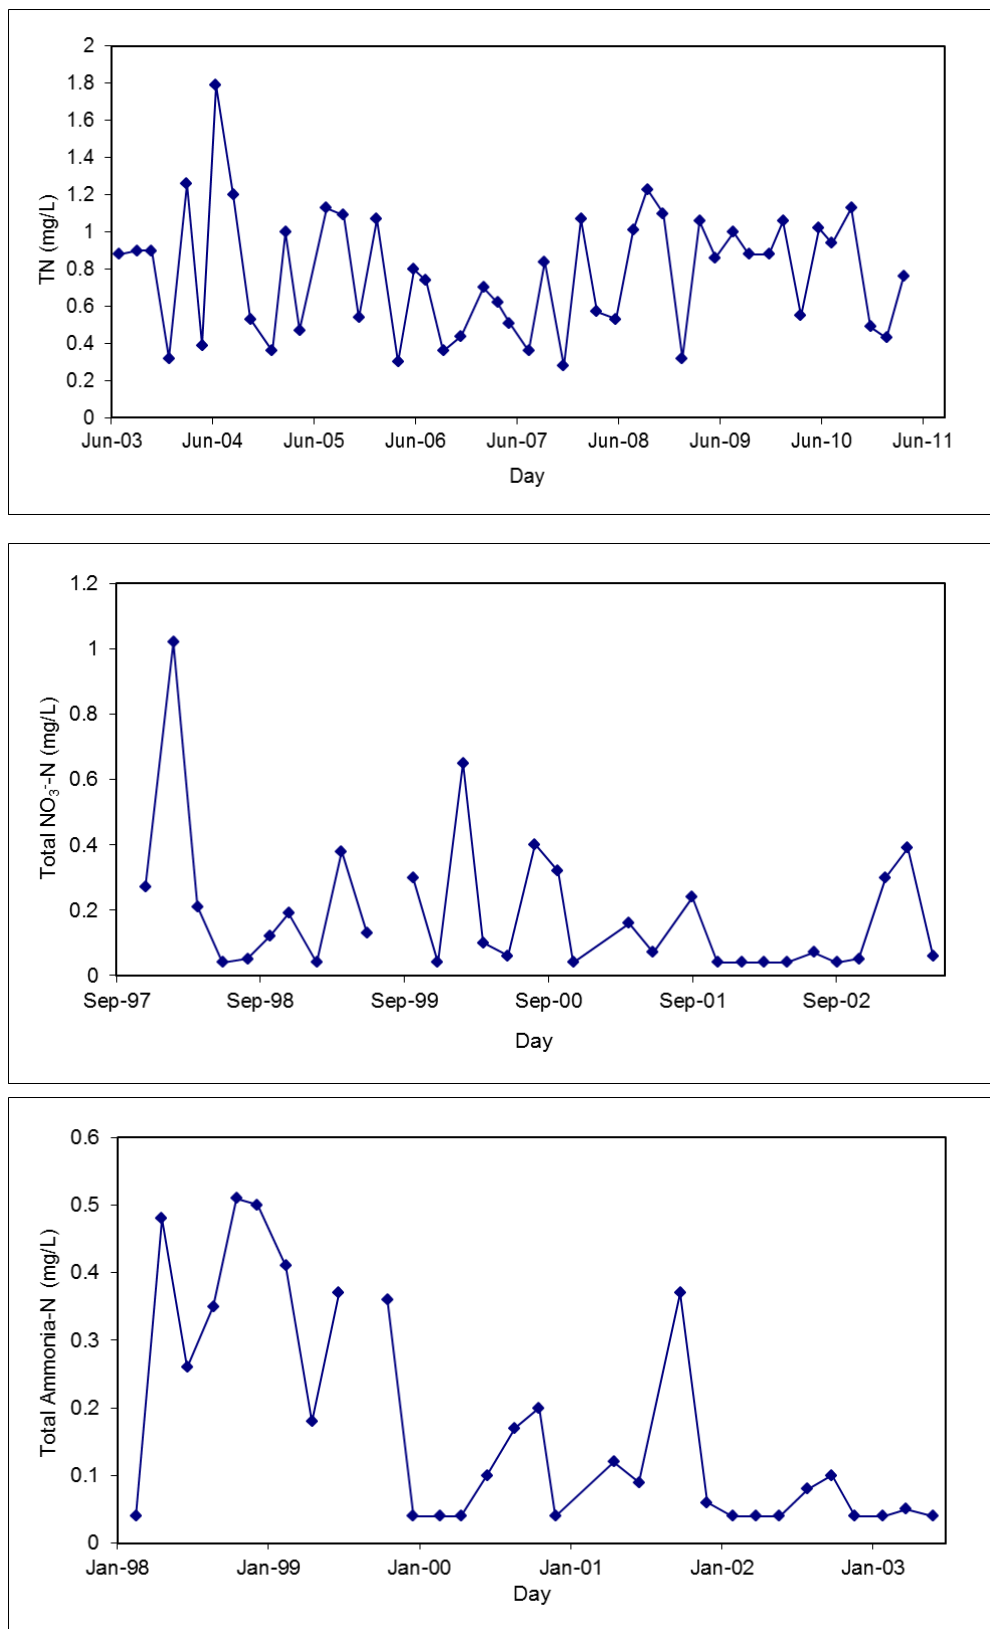 2
1.8
1.6
1.4
1.2
1
0.8
0.6
0.4
0.2
0
TN (mg/L)
Jun-03 Jun-04 Jun-05 Jun-06 Jun-07 Jun-08 Jun-09 Jun-10 Jun-11
Day
1.2
1
0.8
0.6
0.4
0.2
0
Total NO₃⁻-N (mg/L)
Sep-97 Sep-98 Sep-99 Sep-00 Sep-01 Sep-02
Day
0.6
0.5
0.4
0.3
0.2
0.1
0
Total Ammonia-N (mg/L)
Jan-98 Jan-99 Jan-00 Jan-01 Jan-02 Jan-03
Day